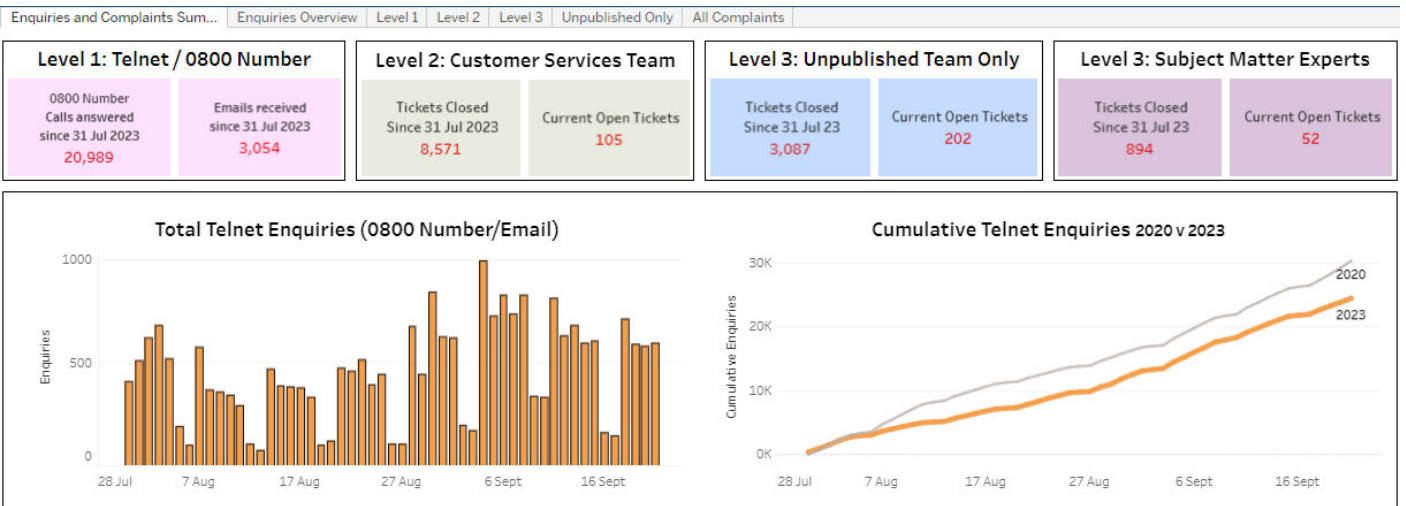 Enquiries and Complaints Sum...
Enquiries Overview
Level 1
Level 2
Level 3
Unpublished Only
All Complaints
Level 1: Telnet / 0800 Number
0800 Number
Calls answered
since 31 Jul 2023
20,989
Emails received
since 31 Jul 2023
3,054
Level 2: Customer Services Team
Tickets Closed
Since 31 Jul 2023
8,571
Current Open Tickets
105
Level 3: Unpublished Team Only
Tickets Closed
Since 31 Jul 23
3,087
Current Open Tickets
202
Level 3: Subject Matter Experts
Tickets Closed
Since 31 Jul 23
894
Current Open Tickets
52
Total Telnet Enquiries (0800 Number/Email)
Enquiries
1000
500
0
28 Jul
7 Aug
17 Aug
27 Aug
6 Sept
16 Sept
Cumulative Telnet Enquiries 2020 v 2023
Cumulative Enquiries
30K
20K
10K
0K
2020
2023
28 Jul
7 Aug
17 Aug
27 Aug
6 Sept
16 Sept